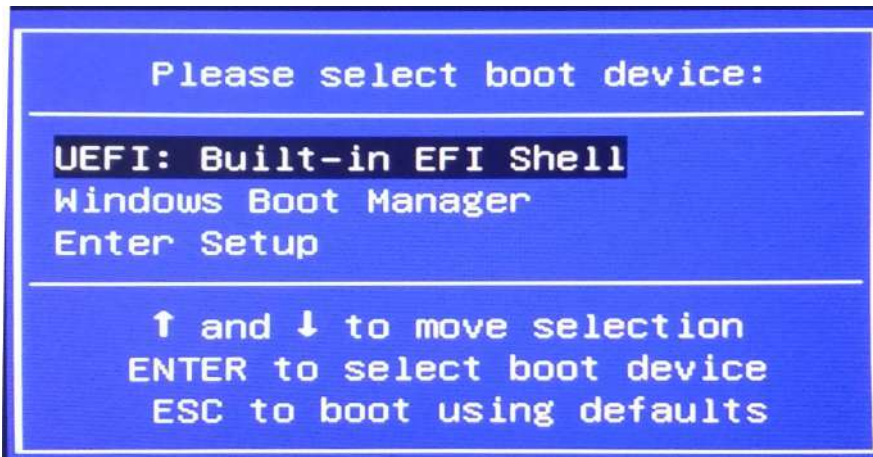 Please select boot device:
UEFI: Built-in EFI Shell
Windows Boot Manager
Enter Setup
↑ and ↓ to move selection
ENTER to select boot device
ESC to boot using defaults